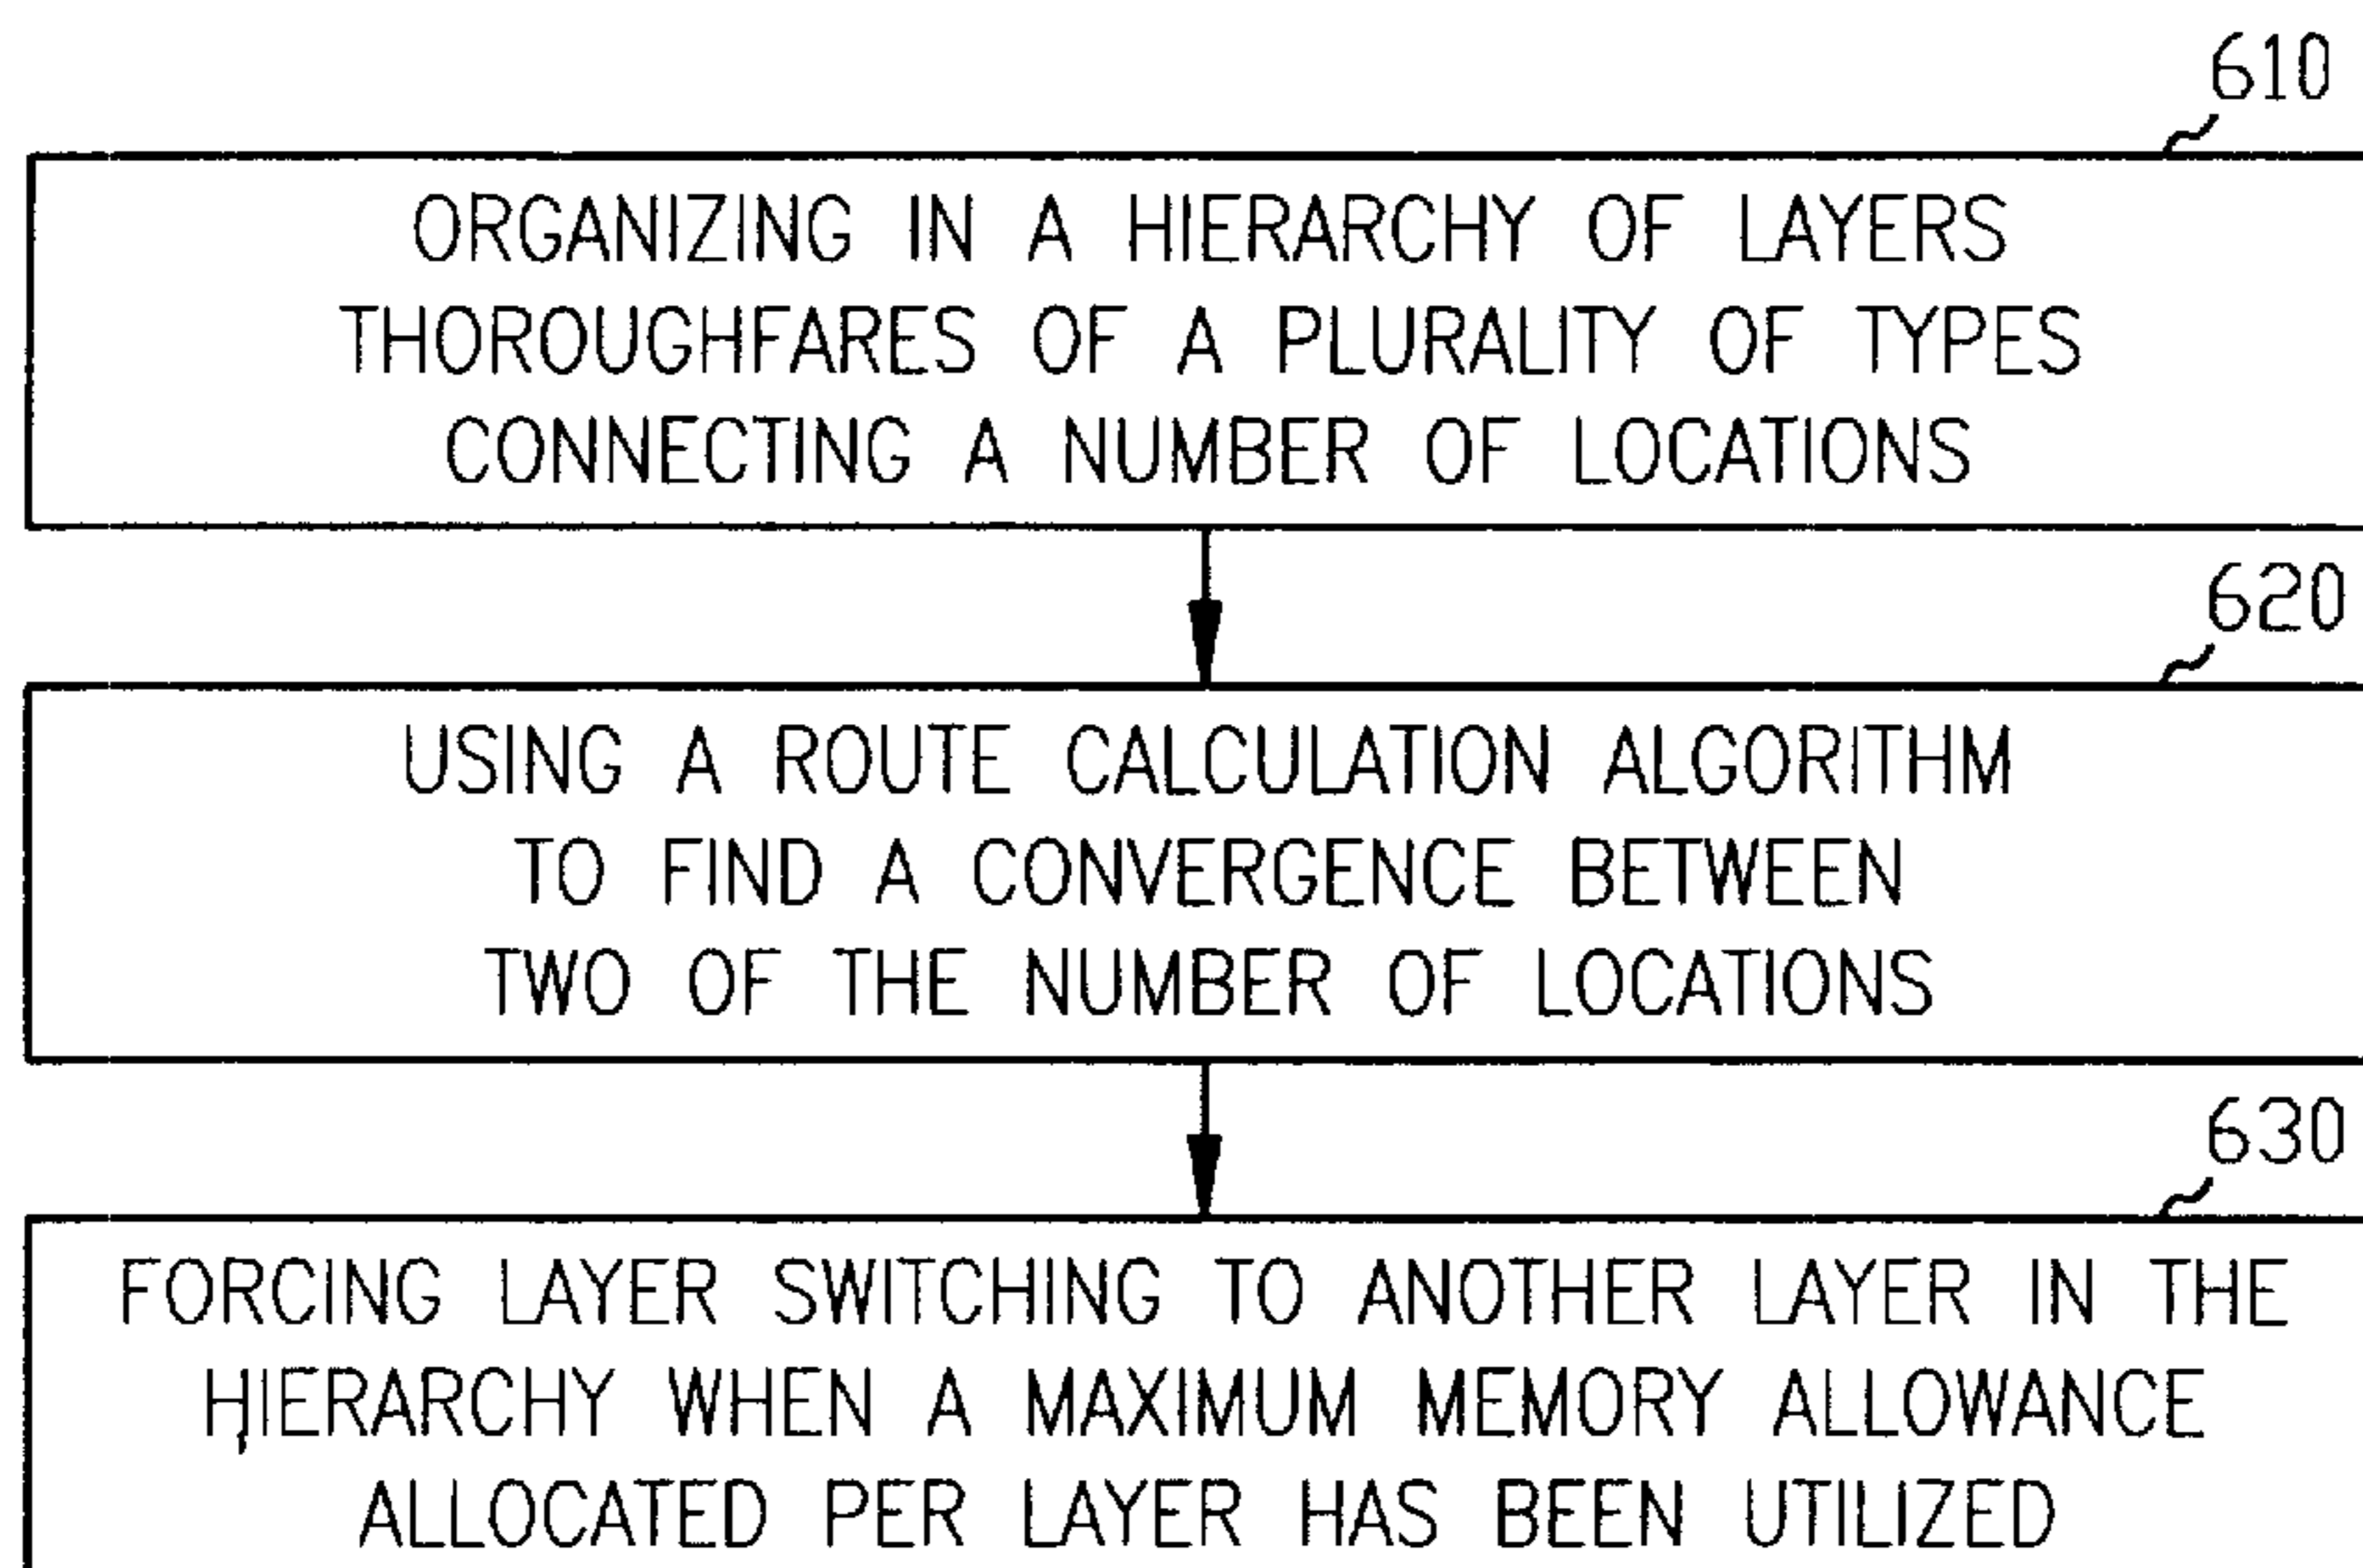 610
ORGANIZING IN A HIERARCHY OF LAYERS
THOROUGHFARES OF A PLURALITY OF TYPES
CONNECTING A NUMBER OF LOCATIONS
620
USING A ROUTE CALCULATION ALGORITHM
TO FIND A CONVERGENCE BETWEEN
TWO OF THE NUMBER OF LOCATIONS
630
FORCING LAYER SWITCHING TO ANOTHER LAYER IN THE
HIERARCHY WHEN A MAXIMUM MEMORY ALLOWANCE
ALLOCATED PER LAYER HAS BEEN UTILIZED